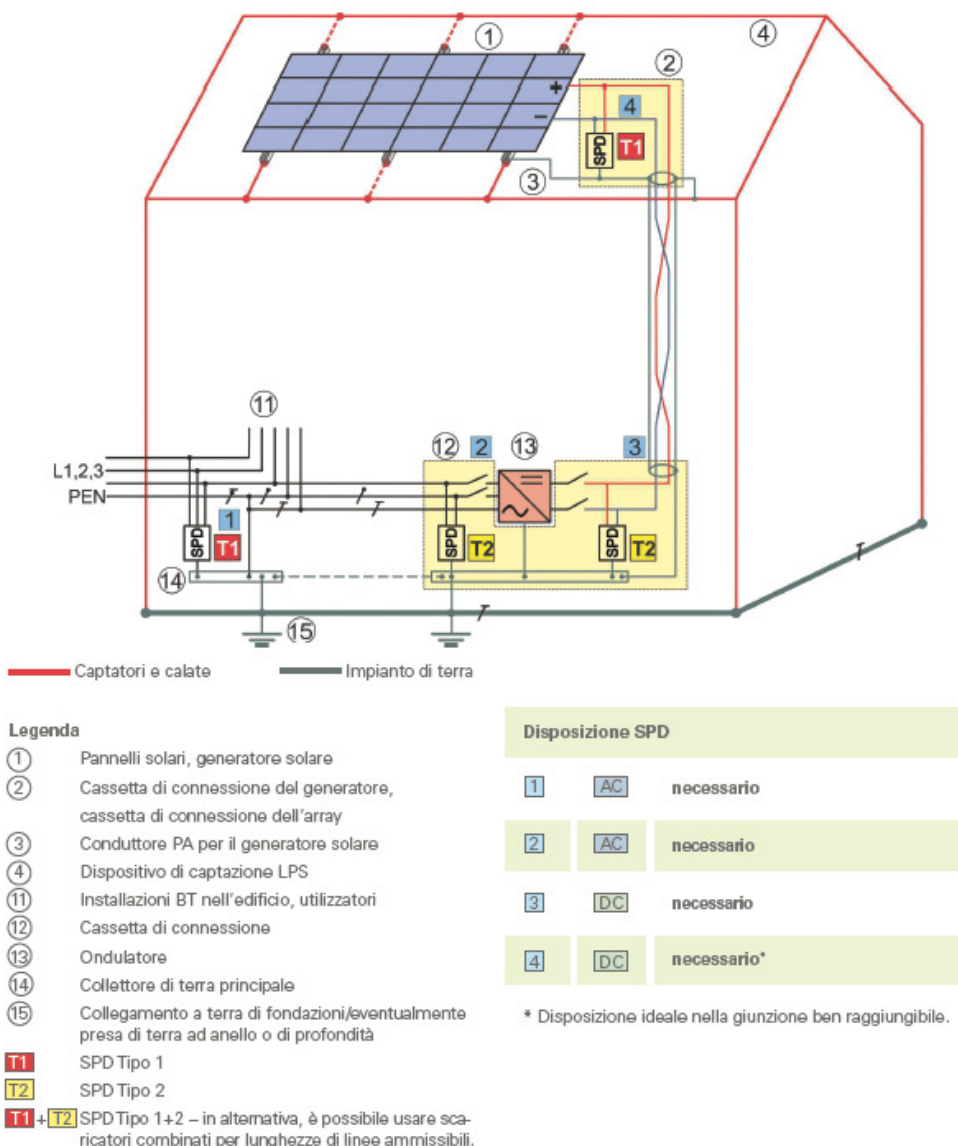 1
4
2
+
4
−
SPD
T1
3
11
12
2
13
3
L1,2,3
PEN
1
SPD
T1
SPD
T2
SPD
T2
14
15
Captatori e calate
Impianto di terra
Legenda
1 Pannelli solari, generatore solare
2 Cassetta di connessione del generatore,
cassetta di connessione dell'array
3 Conduttore PA per il generatore solare
4 Dispositivo di captazione LPS
11 Installazioni BT nell'edificio, utilizzatori
12 Cassetta di connessione
13 Ondulatore
14 Collettore di terra principale
15 Collegamento a terra di fondazioni/eventualmente
presa di terra ad anello o di profondità
T1 SPD Tipo 1
T2 SPD Tipo 2
T1 + T2 SPD Tipo 1+2 – in alternativa, è possibile usare sca-
ricatori combinati per lunghezze di linee ammissibili.
Disposizione SPD
1 AC necessario
2 AC necessario
3 DC necessario
4 DC necessario*
* Disposizione ideale nella giunzione ben raggiungibile.